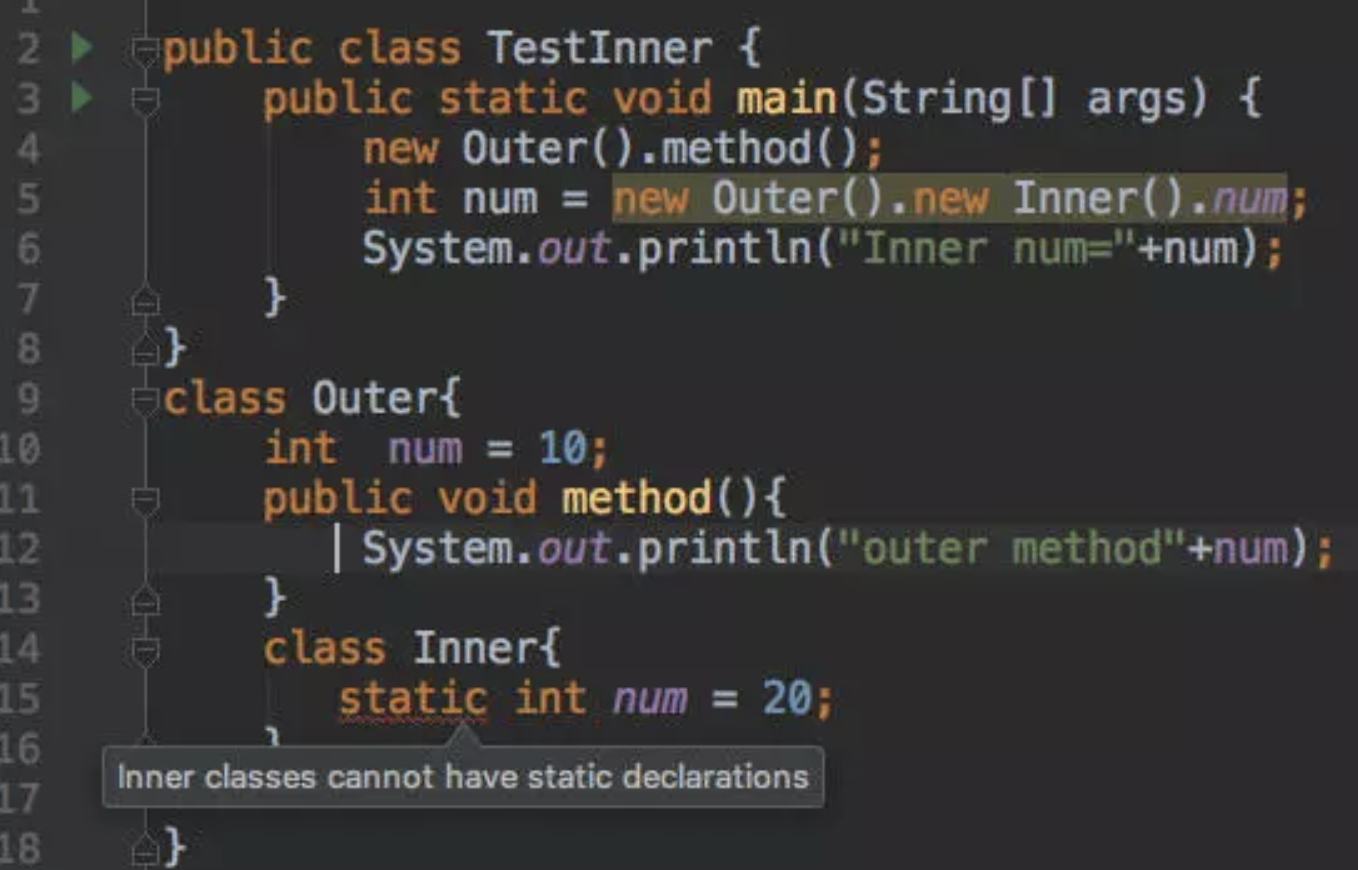 1
2 public class TestInner {
3 public static void main(String[] args) {
4 new Outer().method();
5 int num = new Outer().new Inner().num;
6 System.out.println("Inner num="+num);
7 }
8 }
9 class Outer{
10 int  num = 10;
11 public void method(){
12 System.out.println("outer method"+num);
13 }
14 class Inner{
15 static int num = 20;
16 }
Inner classes cannot have static declarations
17
18 }